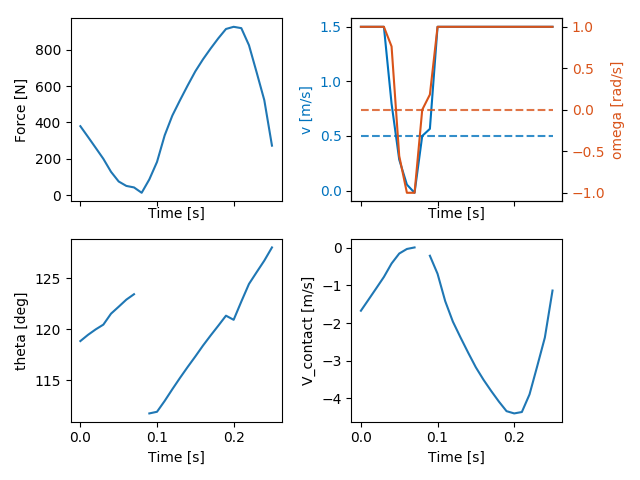 Force [N]
800
600
400
200
0
Time [s]
v [m/s]
1.5
1.0
0.5
0.0
omega [rad/s]
1.0
0.5
0.0
−0.5
−1.0
Time [s]
theta [deg]
125
120
115
0.0 0.1 0.2
Time [s]
V_contact [m/s]
0
−1
−2
−3
−4
0.0 0.1 0.2
Time [s]